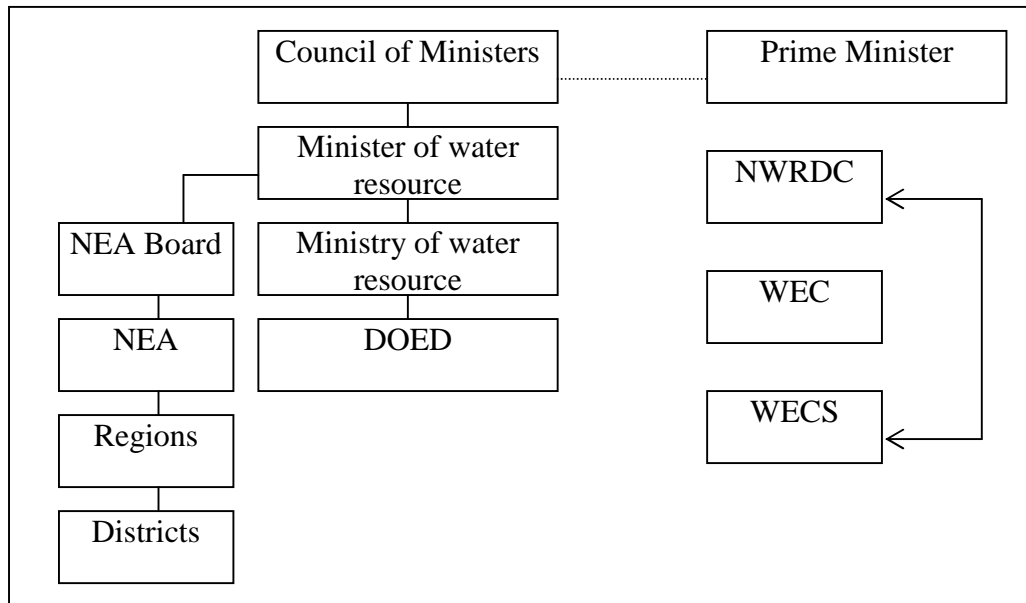 Council of Ministers
Prime Minister
Minister of water
resource
NWRDC
NEA Board
Ministry of water
resource
WEC
NEA
DOED
WECS
Regions
Districts